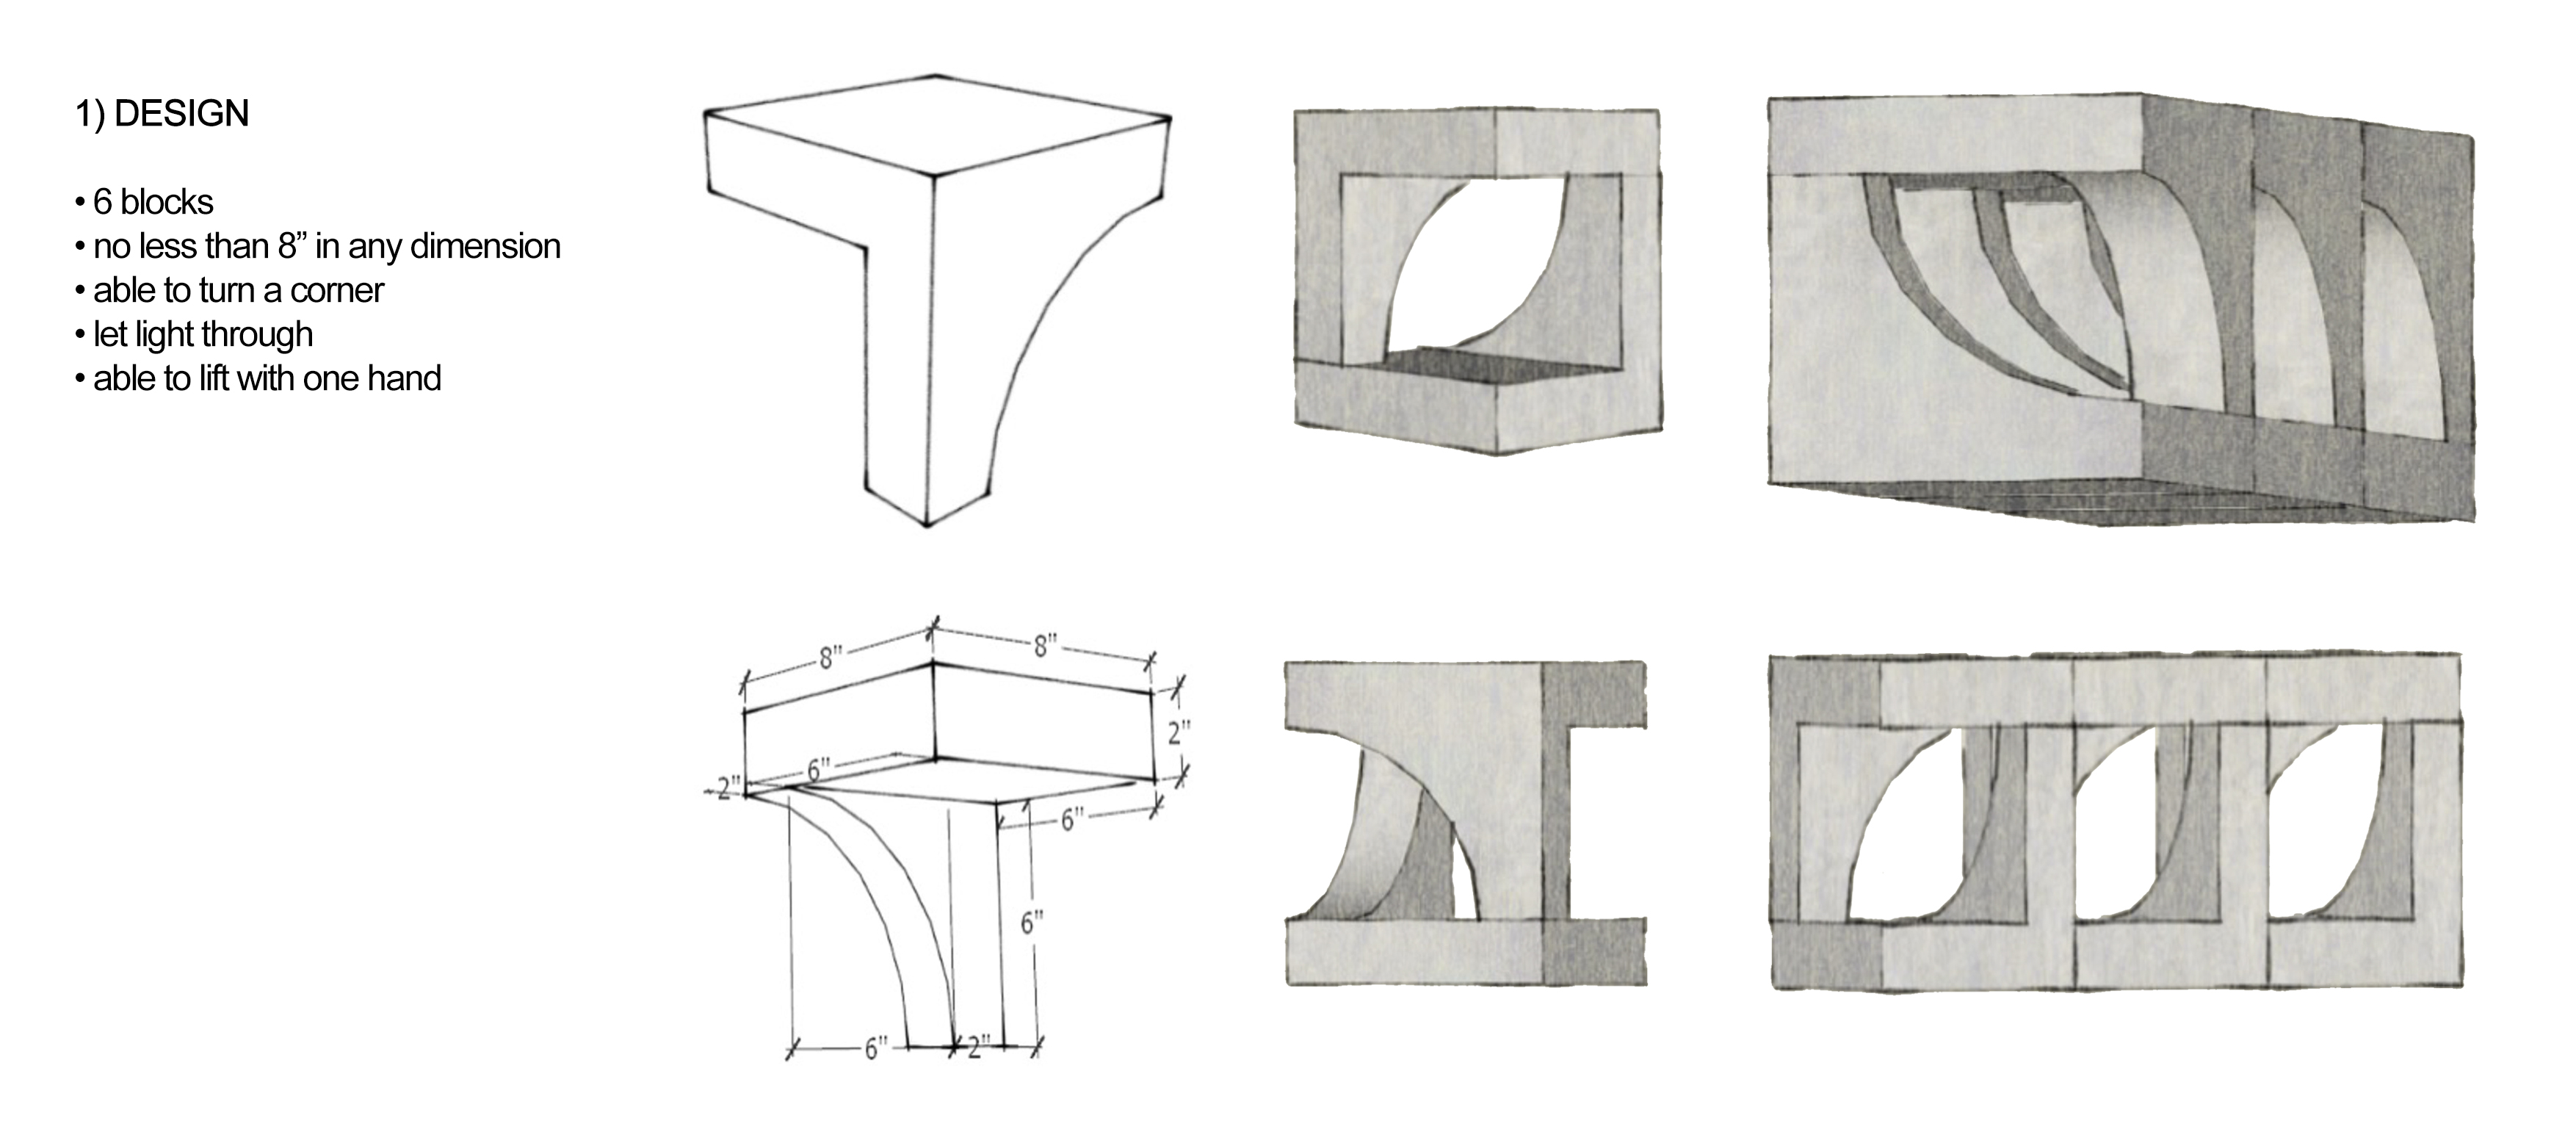 1) DESIGN
• 6 blocks
• no less than 8” in any dimension
• able to turn a corner
• let light through
• able to lift with one hand
8"
8"
2"
6"
2"
6"
6"
6"
2"